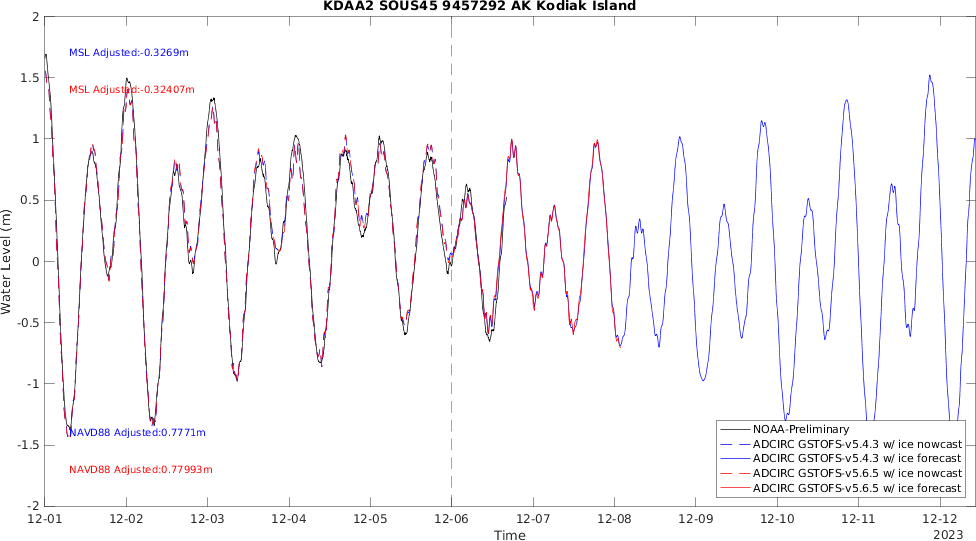 KDAA2 SOUS45 9457292 AK Kodiak Island
2
1.5
1
0.5
0
-0.5
-1
-1.5
-2
Water Level (m)
MSL Adjusted:-0.3269m
MSL Adjusted:-0.32407m
NAVD88 Adjusted:0.7771m
NAVD88 Adjusted:0.77993m
NOAA-Preliminary
ADCIRC GSTOFS-v5.4.3 w/ ice nowcast
ADCIRC GSTOFS-v5.4.3 w/ ice forecast
ADCIRC GSTOFS-v5.6.5 w/ ice nowcast
ADCIRC GSTOFS-v5.6.5 w/ ice forecast
12-01 12-02 12-03 12-04 12-05 12-06 12-07 12-08 12-09 12-10 12-11 12-12
Time
2023